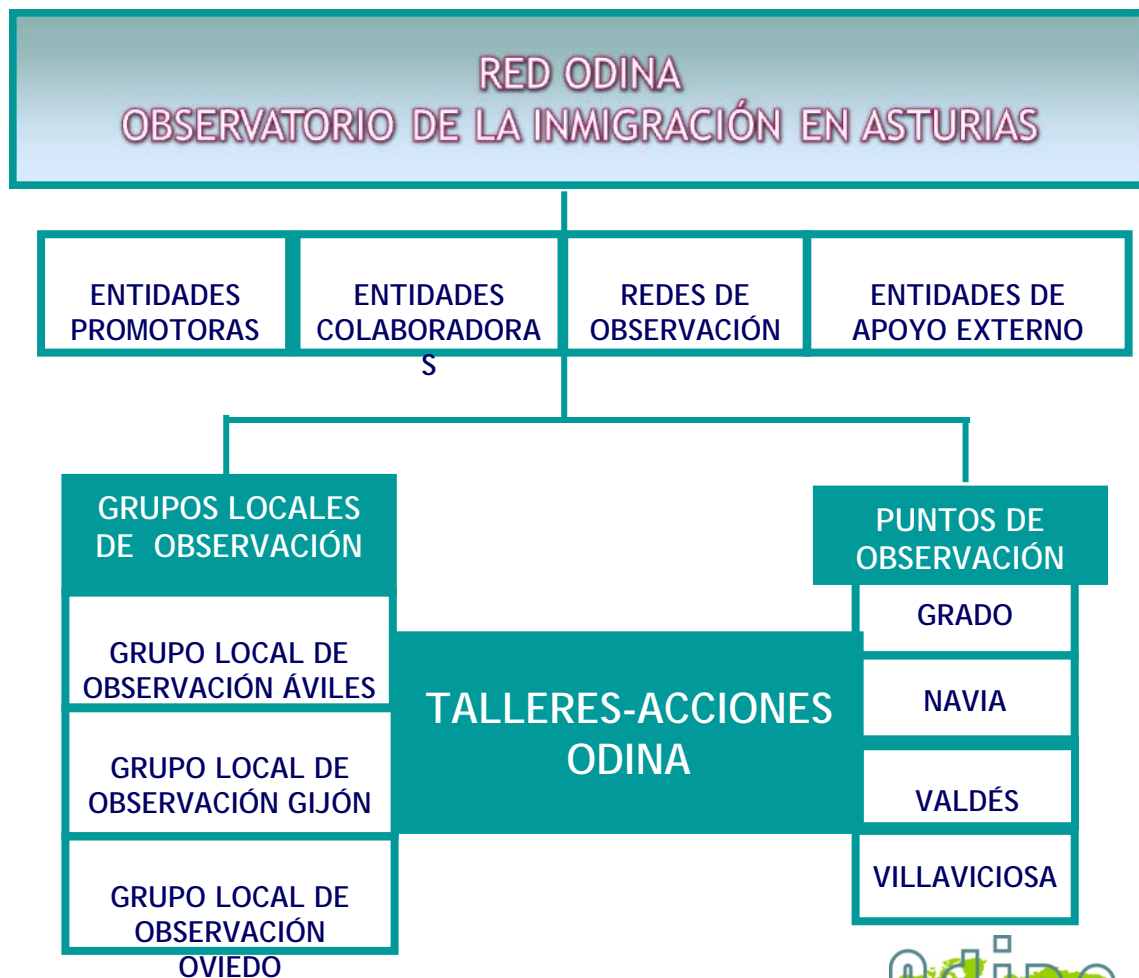 RED ODINA
OBSERVATORIO DE LA INMIGRACIÓN EN ASTURIAS
ENTIDADES
PROMOTORAS
ENTIDADES
COLABORADORA
S
REDES DE
OBSERVACIÓN
ENTIDADES DE
APOYO EXTERNO
GRUPOS LOCALES
DE OBSERVACIÓN
GRUPO LOCAL DE
OBSERVACIÓN ÁVILES
GRUPO LOCAL DE
OBSERVACIÓN GIJÓN
GRUPO LOCAL DE
OBSERVACIÓN
OVIEDO
TALLERES-ACCIONES
ODINA
PUNTOS DE
OBSERVACIÓN
GRADO
NAVIA
VALDÉS
VILLAVICIOSA